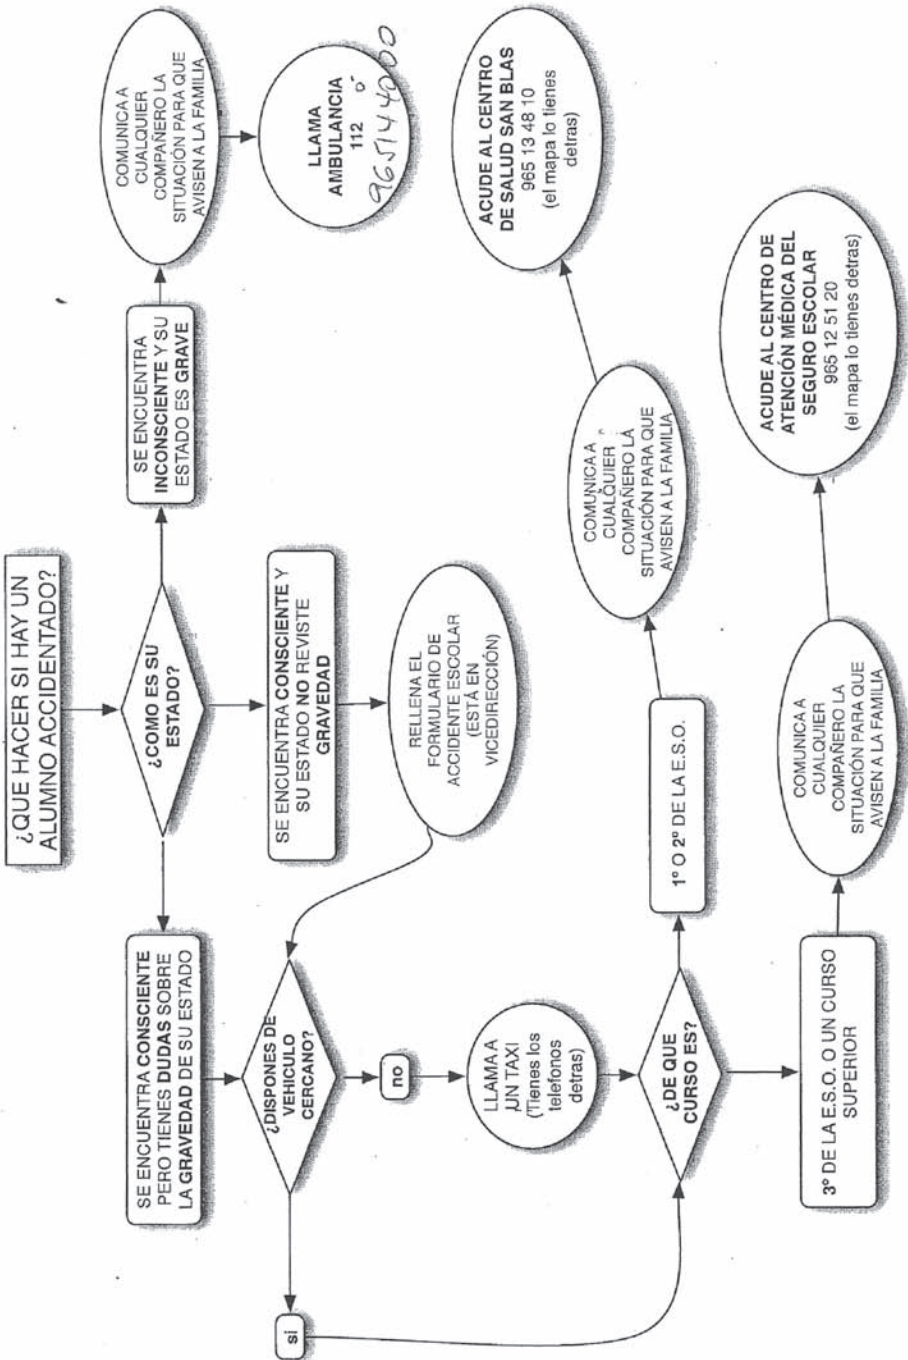 ¿QUE HACER SI HAY UN
ALUMNO ACCIDENTADO?
¿COMO ES SU
ESTADO?
SE ENCUENTRA
INCONSCIENTE Y SU
ESTADO ES GRAVE
COMUNICA A
CUALQUIER
COMPAÑERO LA
SITUACIÓN PARA QUE
AVISEN A LA FAMILIA
LLAMA
AMBULANCIA
112 ó
965144000
SE ENCUENTRA CONSCIENTE Y
SU ESTADO NO REVISTE
GRAVEDAD
RELLENA EL
FORMULARIO DE
ACCIDENTE ESCOLAR
(ESTÁ EN
VICEDIRECCIÓN)
SE ENCUENTRA CONSCIENTE
PERO TIENES DUDAS SOBRE
LA GRAVEDAD DE SU ESTADO
¿DISPONES DE
VEHICULO
CERCANO?
si
no
LLAMA A
UN TAXI
(Tienes los
telefonos
detras)
¿DE QUE
CURSO ES?
1º O 2º DE LA E.S.O.
COMUNICA A
CUALQUIER
COMPAÑERO LA
SITUACIÓN PARA QUE
AVISEN A LA FAMILIA
ACUDE AL CENTRO
DE SALUD SAN BLAS
965 13 48 10
(el mapa lo tienes
detras)
3º DE LA E.S.O. O UN CURSO
SUPERIOR
COMUNICA A
CUALQUIER
COMPAÑERO LA
SITUACIÓN PARA QUE
AVISEN A LA FAMILIA
ACUDE AL CENTRO DE
ATENCIÓN MÉDICA DEL
SEGURO ESCOLAR
965 12 51 20
(el mapa lo tienes detras)